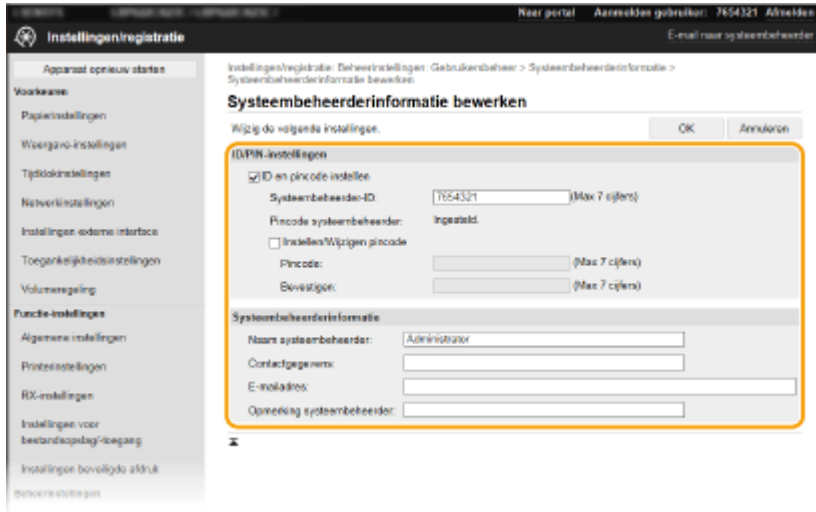 Naar portal Aanmelden gebruiker: 7654321 Afmelden
Instellingen/registratie
E-mail naar systeembeheerder
Apparaat opnieuw starten
Voorkeuren
Papierinstellingen
Weergave-instellingen
Tijdklokinstellingen
Netwerkinstellingen
Instellingen externe interface
Toegankelijkheidsinstellingen
Volumeregeling
Functie-instellingen
Algemene instellingen
Printerinstellingen
RX-instellingen
Instellingen voor
bestandsopslag/-toegang
Instellingen beveiligde afdruk
Beheerinstellingen
Instellingen/registratie: Beheerinstellingen: Gebruikersbeheer > Systeembeheerderinformatie >
Systeembeheerderinformatie bewerken
Systeembeheerderinformatie bewerken
Wijzig de volgende instellingen.
OK
Annuleren
ID/PIN-instellingen
ID en pincode instellen
Systeembeheerder-ID: 7654321 (Max 7 cijfers)
Pincode systeembeheerder: Ingesteld.
Instellen/Wijzigen pincode
Pincode: (Max 7 cijfers)
Bevestigen: (Max 7 cijfers)
Systeembeheerderinformatie
Naam systeembeheerder: Administrator
Contactgegevens:
E-mailadres:
Opmerking systeembeheerder: